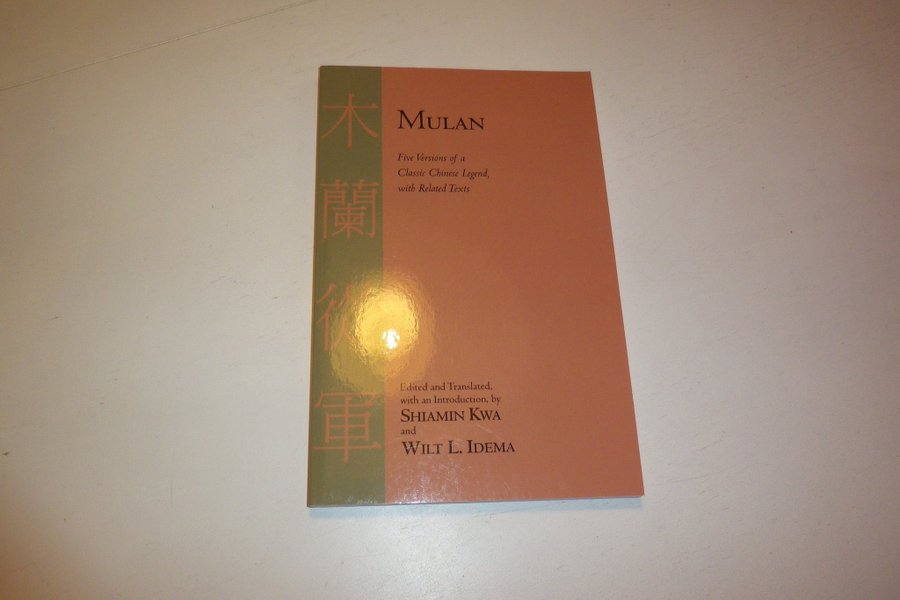 木蘭從軍
MULAN
Five Versions of a
Classic Chinese Legend,
with Related Texts
Edited and Translated,
with an Introduction, by
SHIAMIN KWA
and
WILT L. IDEMA